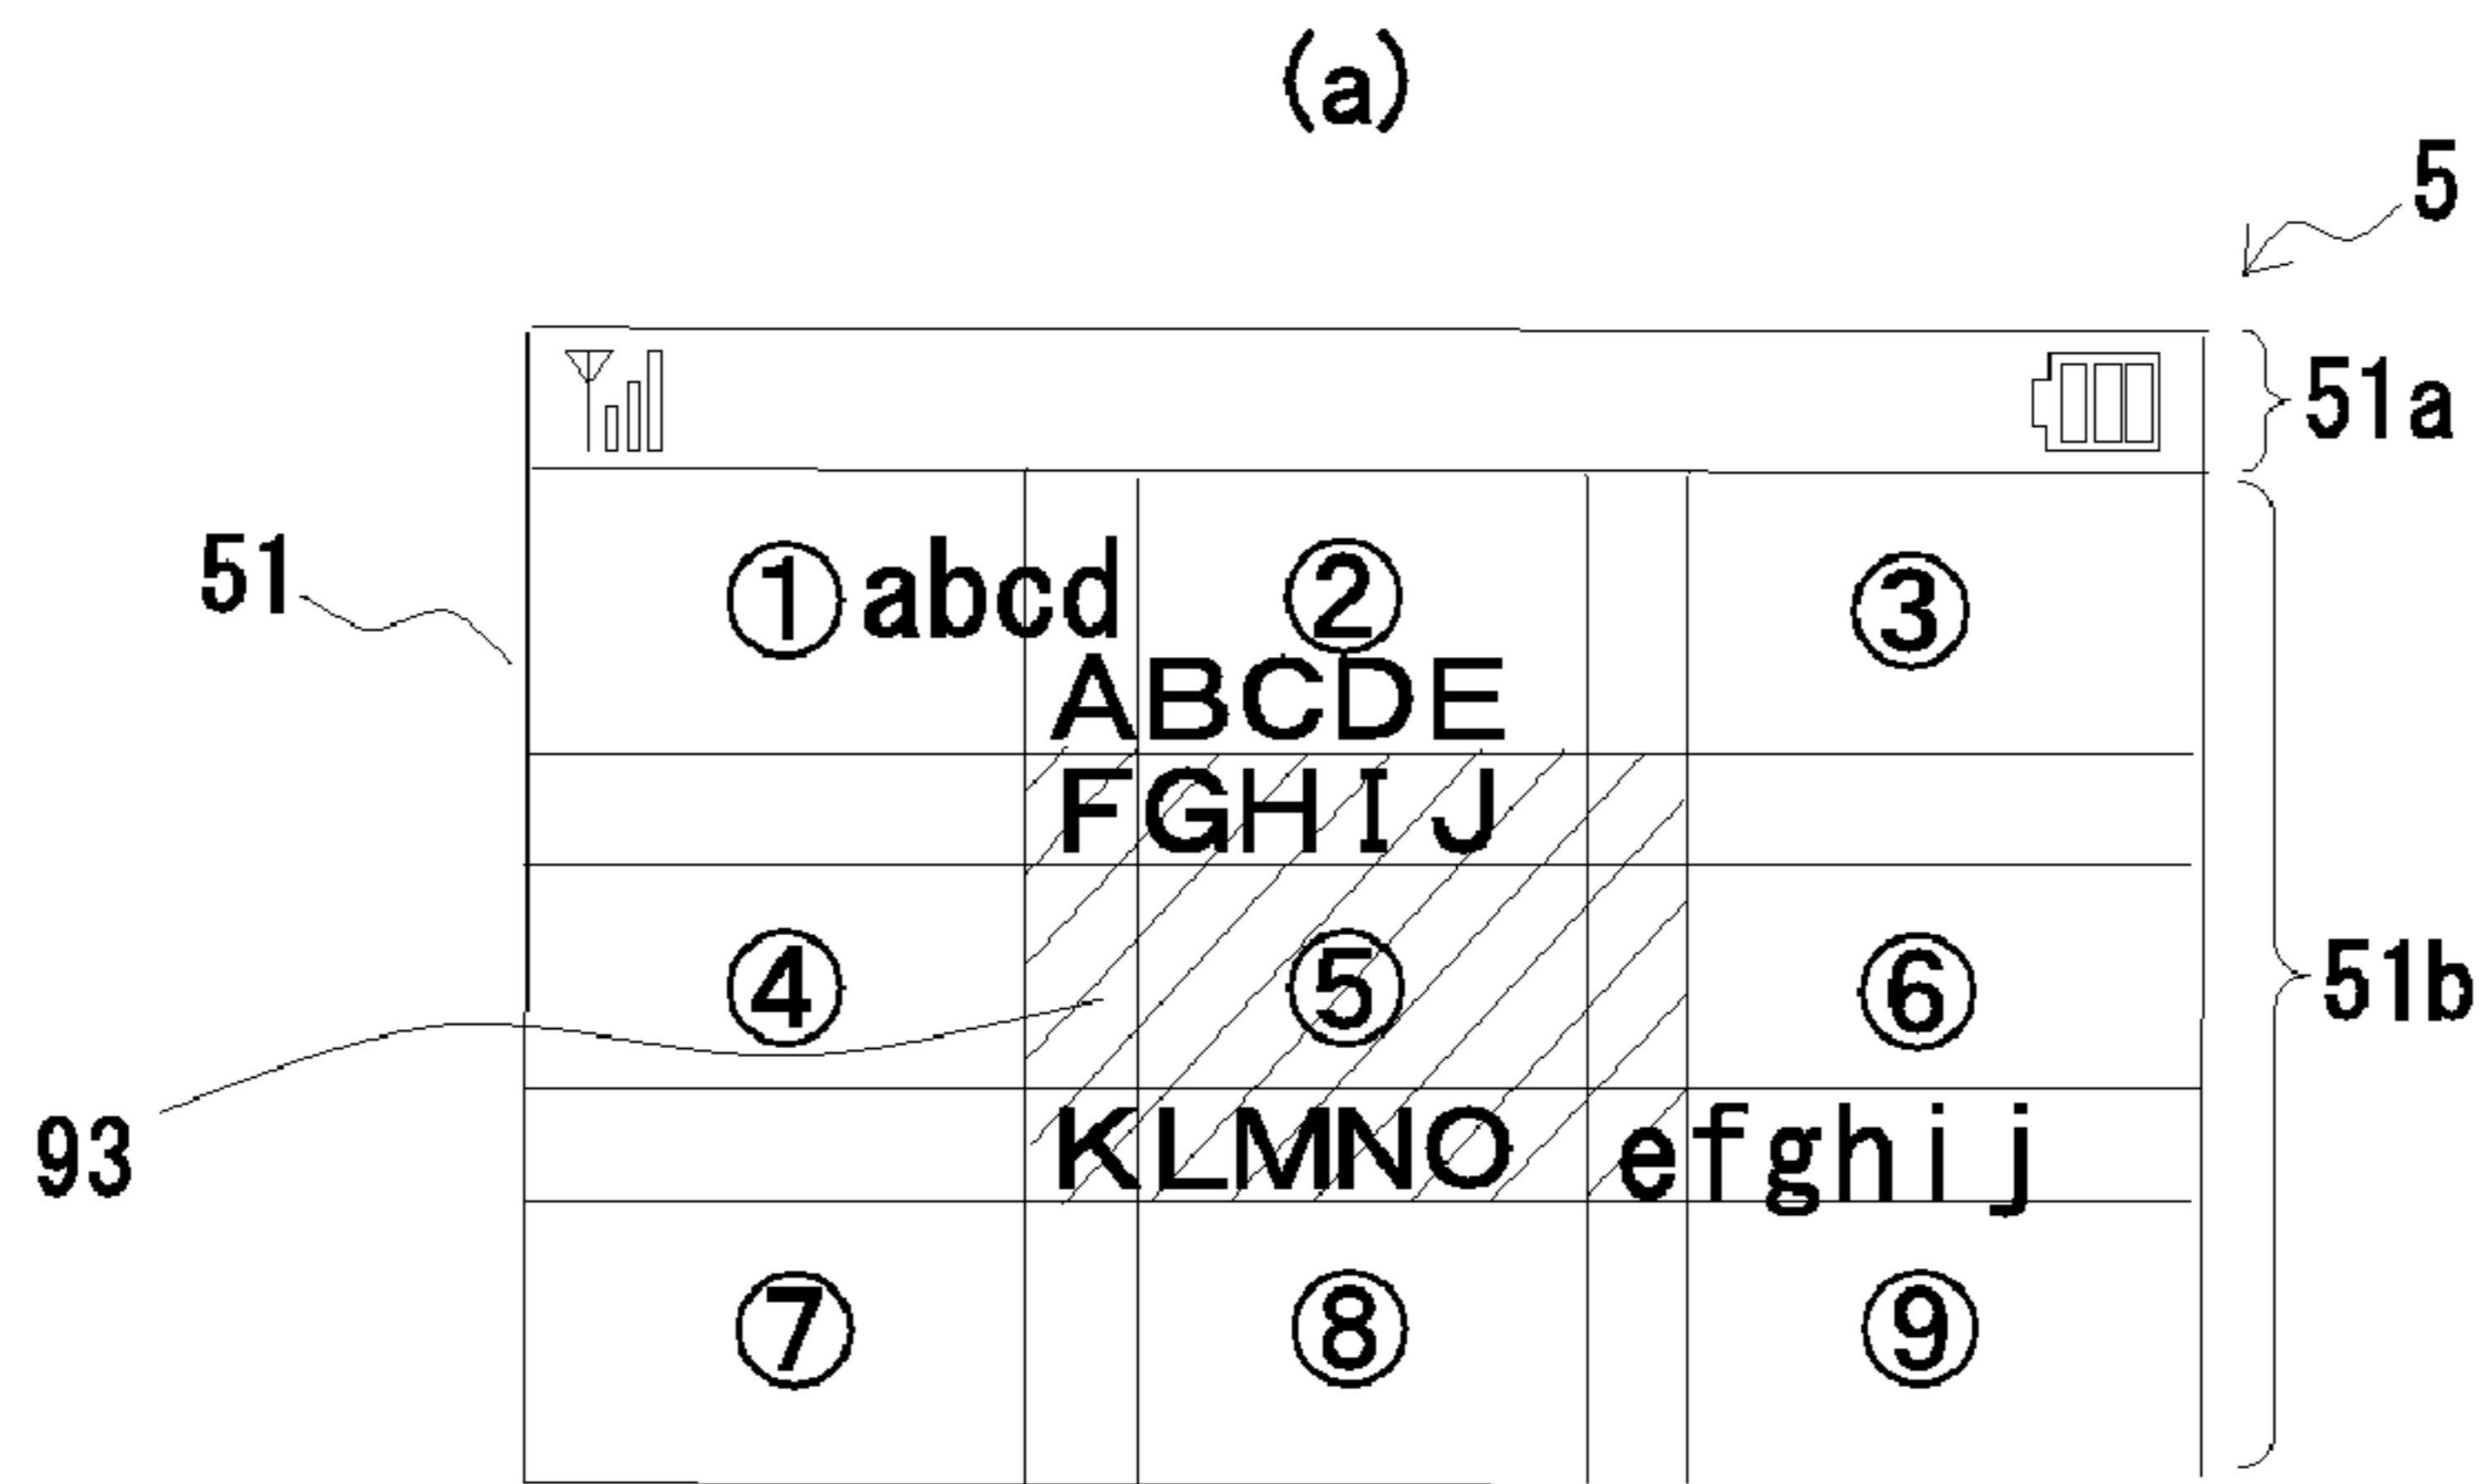 (a)
5
51a
51
①abcd ② ③
ABCDE
FGHIJ
④ ⑤ ⑥
51b
93
KLMNO efghij
⑦ ⑧ ⑨